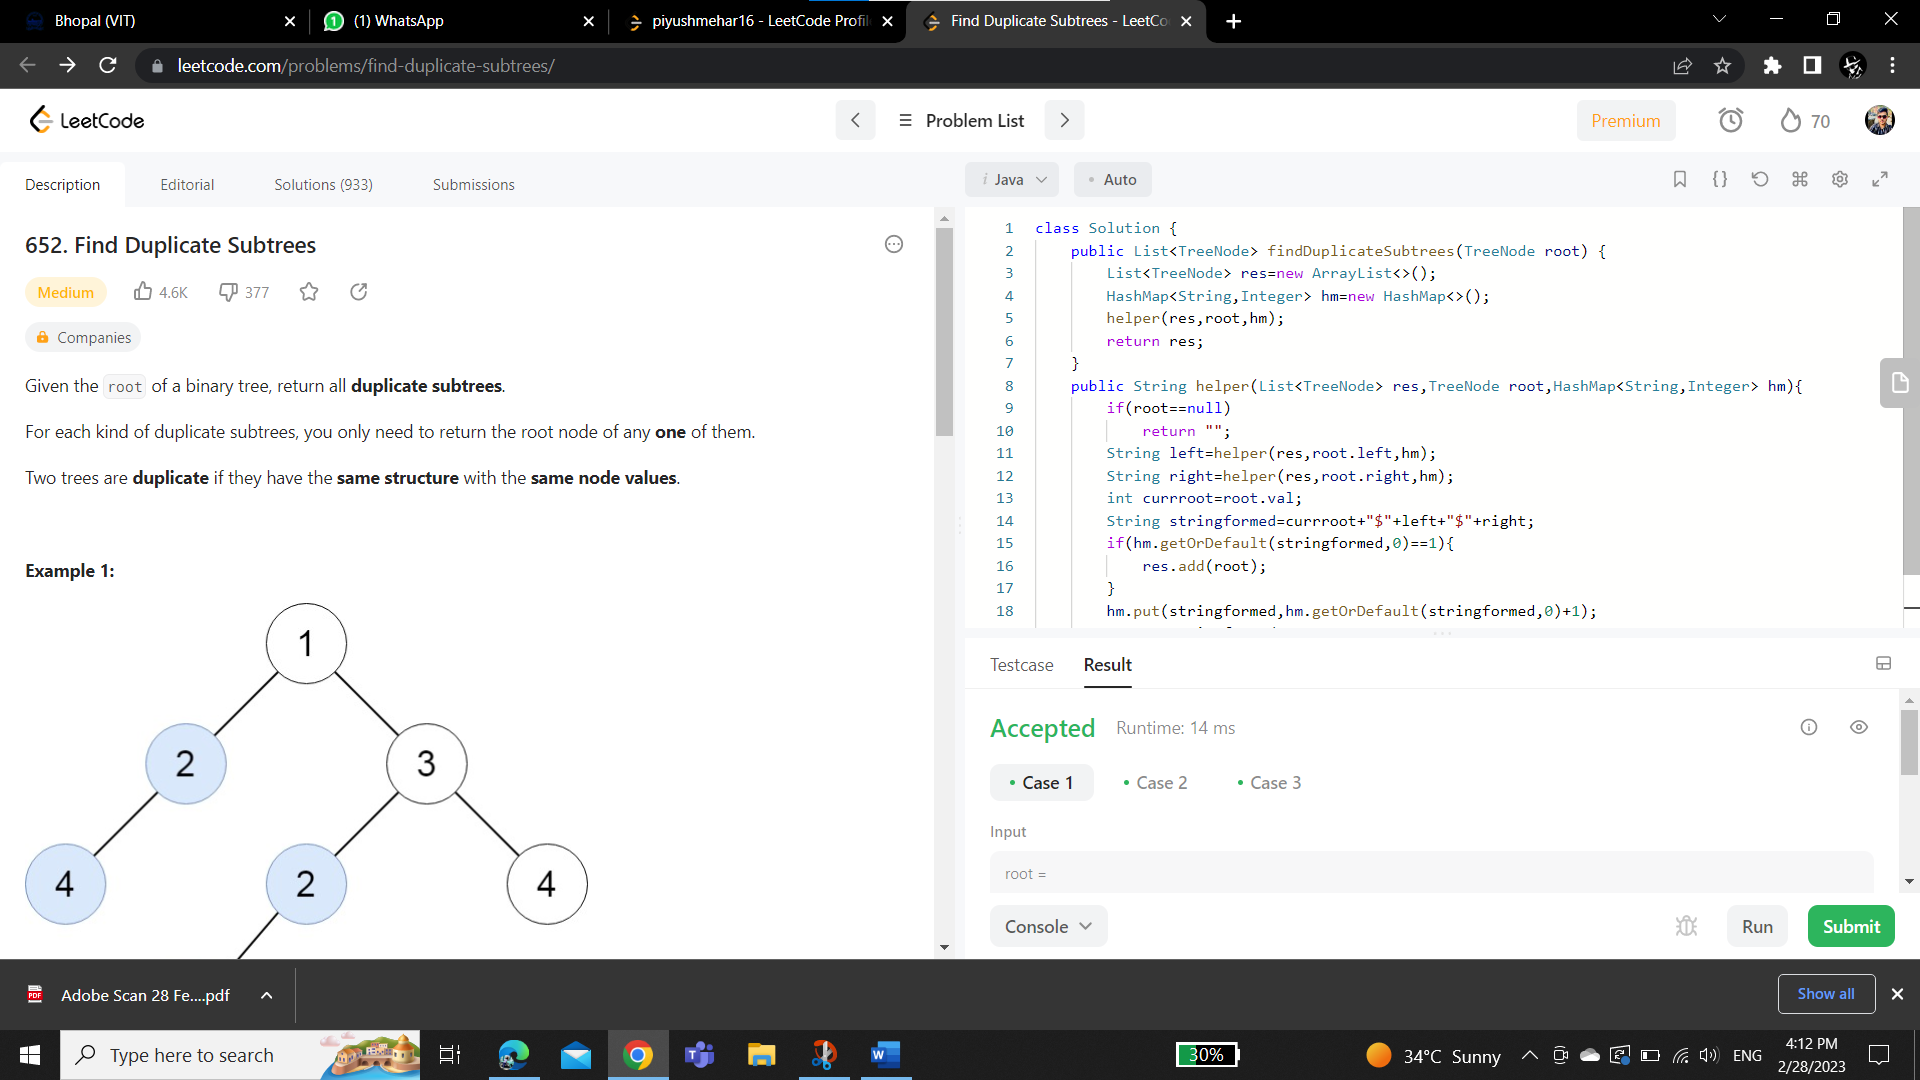 Bhopal (VIT)
(1) WhatsApp
piyushmehar16 - LeetCode Profil
Find Duplicate Subtrees - LeetCo
leetcode.com/problems/find-duplicate-subtrees/
LeetCode
Problem List
Premium
70
Description
Editorial
Solutions (933)
Submissions
652. Find Duplicate Subtrees
Medium
4.6K
377
Companies
Given the root of a binary tree, return all duplicate subtrees.
For each kind of duplicate subtrees, you only need to return the root node of any one of them.
Two trees are duplicate if they have the same structure with the same node values.
Example 1:
1
2
3
4
2
4
i Java
Auto
1 class Solution {
2 public List<TreeNode> findDuplicateSubtrees(TreeNode root) {
3 List<TreeNode> res=new ArrayList<>();
4 HashMap<String,Integer> hm=new HashMap<>();
5 helper(res,root,hm);
6 return res;
7 }
8 public String helper(List<TreeNode> res,TreeNode root,HashMap<String,Integer> hm){
9 if(root==null)
10 return "";
11 String left=helper(res,root.left,hm);
12 String right=helper(res,root.right,hm);
13 int currroot=root.val;
14 String stringformed=currroot+"$"+left+"$"+right;
15 if(hm.getOrDefault(stringformed,0)==1){
16 res.add(root);
17 }
18 hm.put(stringformed,hm.getOrDefault(stringformed,0)+1);
Testcase
Result
Accepted
Runtime: 14 ms
Case 1
Case 2
Case 3
Input
root =
Console
Run
Submit
PDF
Adobe Scan 28 Fe....pdf
Show all
Type here to search
30%
34°C Sunny
ENG
4:12 PM
2/28/2023